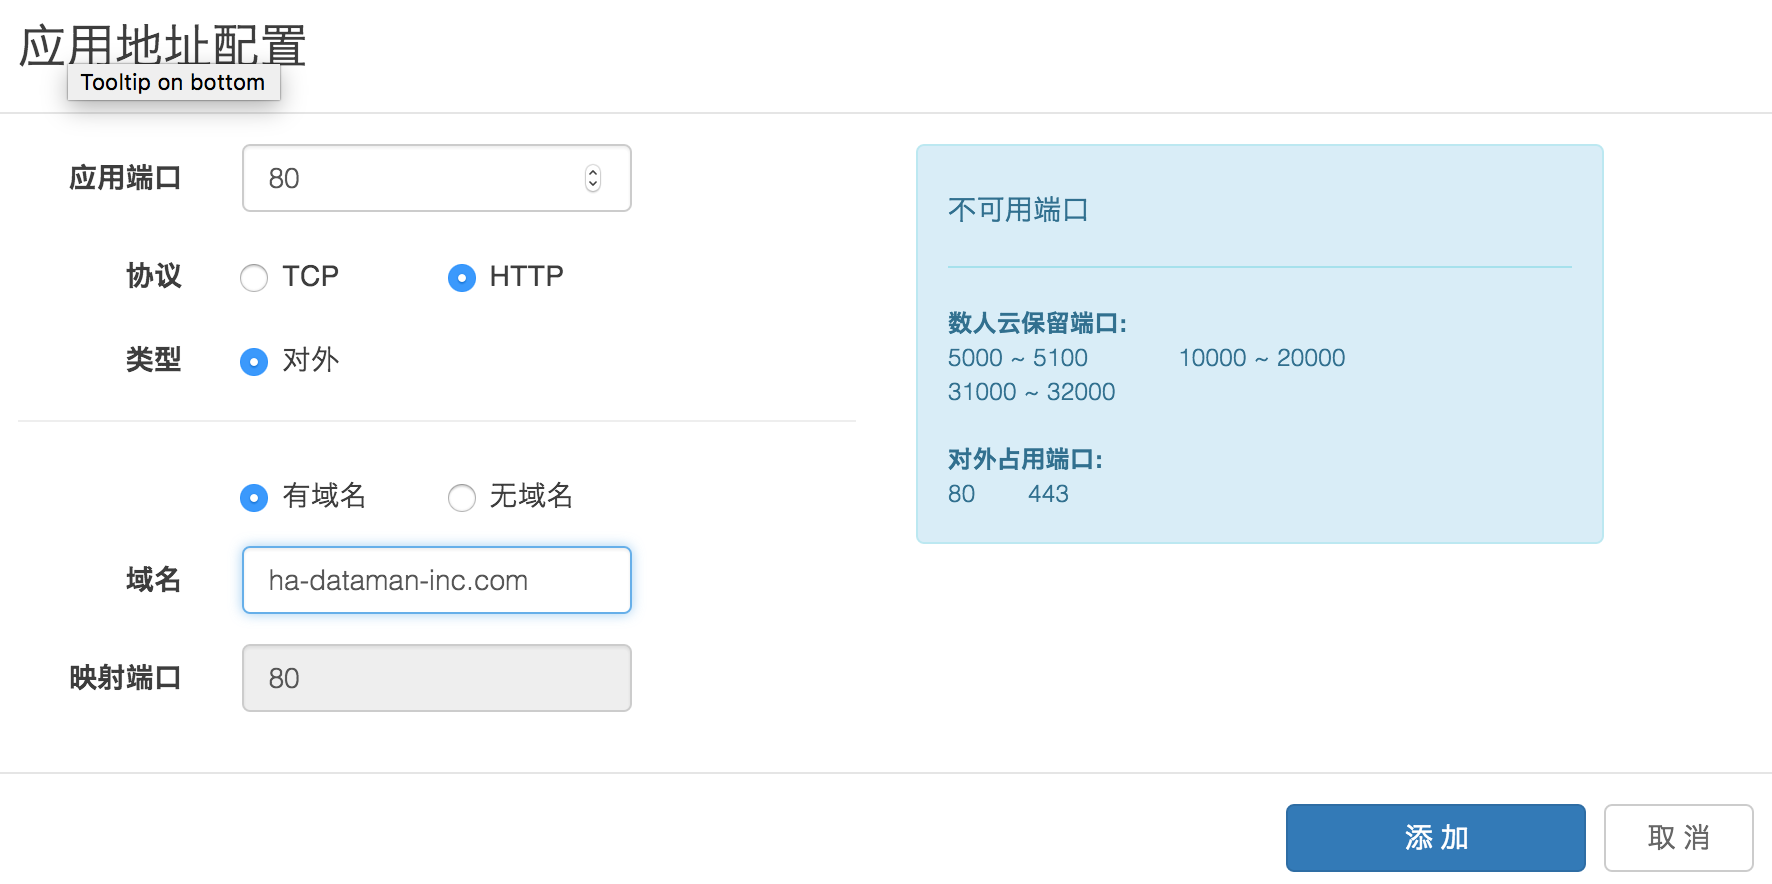 应用地址配置
Tooltip on bottom
应用端口 80
协议 TCP HTTP
类型 对外
有域名 无域名
域名 ha-dataman-inc.com
映射端口 80
不可用端口
数人云保留端口:
5000 ~ 5100 10000 ~ 20000
31000 ~ 32000
对外占用端口:
80 443
添 加 取 消